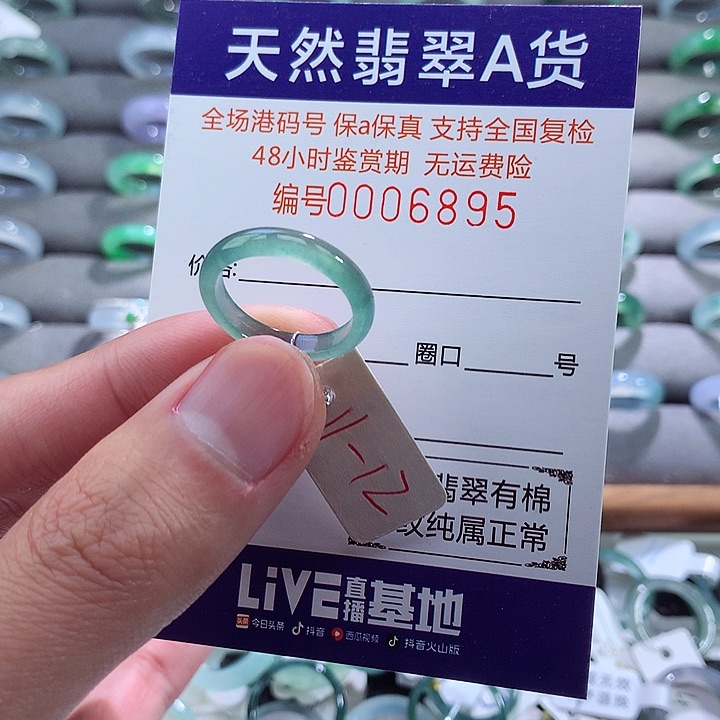 天然翡翠A货
全场港码号 保a保真 支持全国复检
48小时鉴赏期 无运费险
编号0006895
价格:
圈口 号
11-12
翡翠有棉
纹纯属正常
LiVE直播基地
今日头条 抖音 西瓜视频 抖音火山版